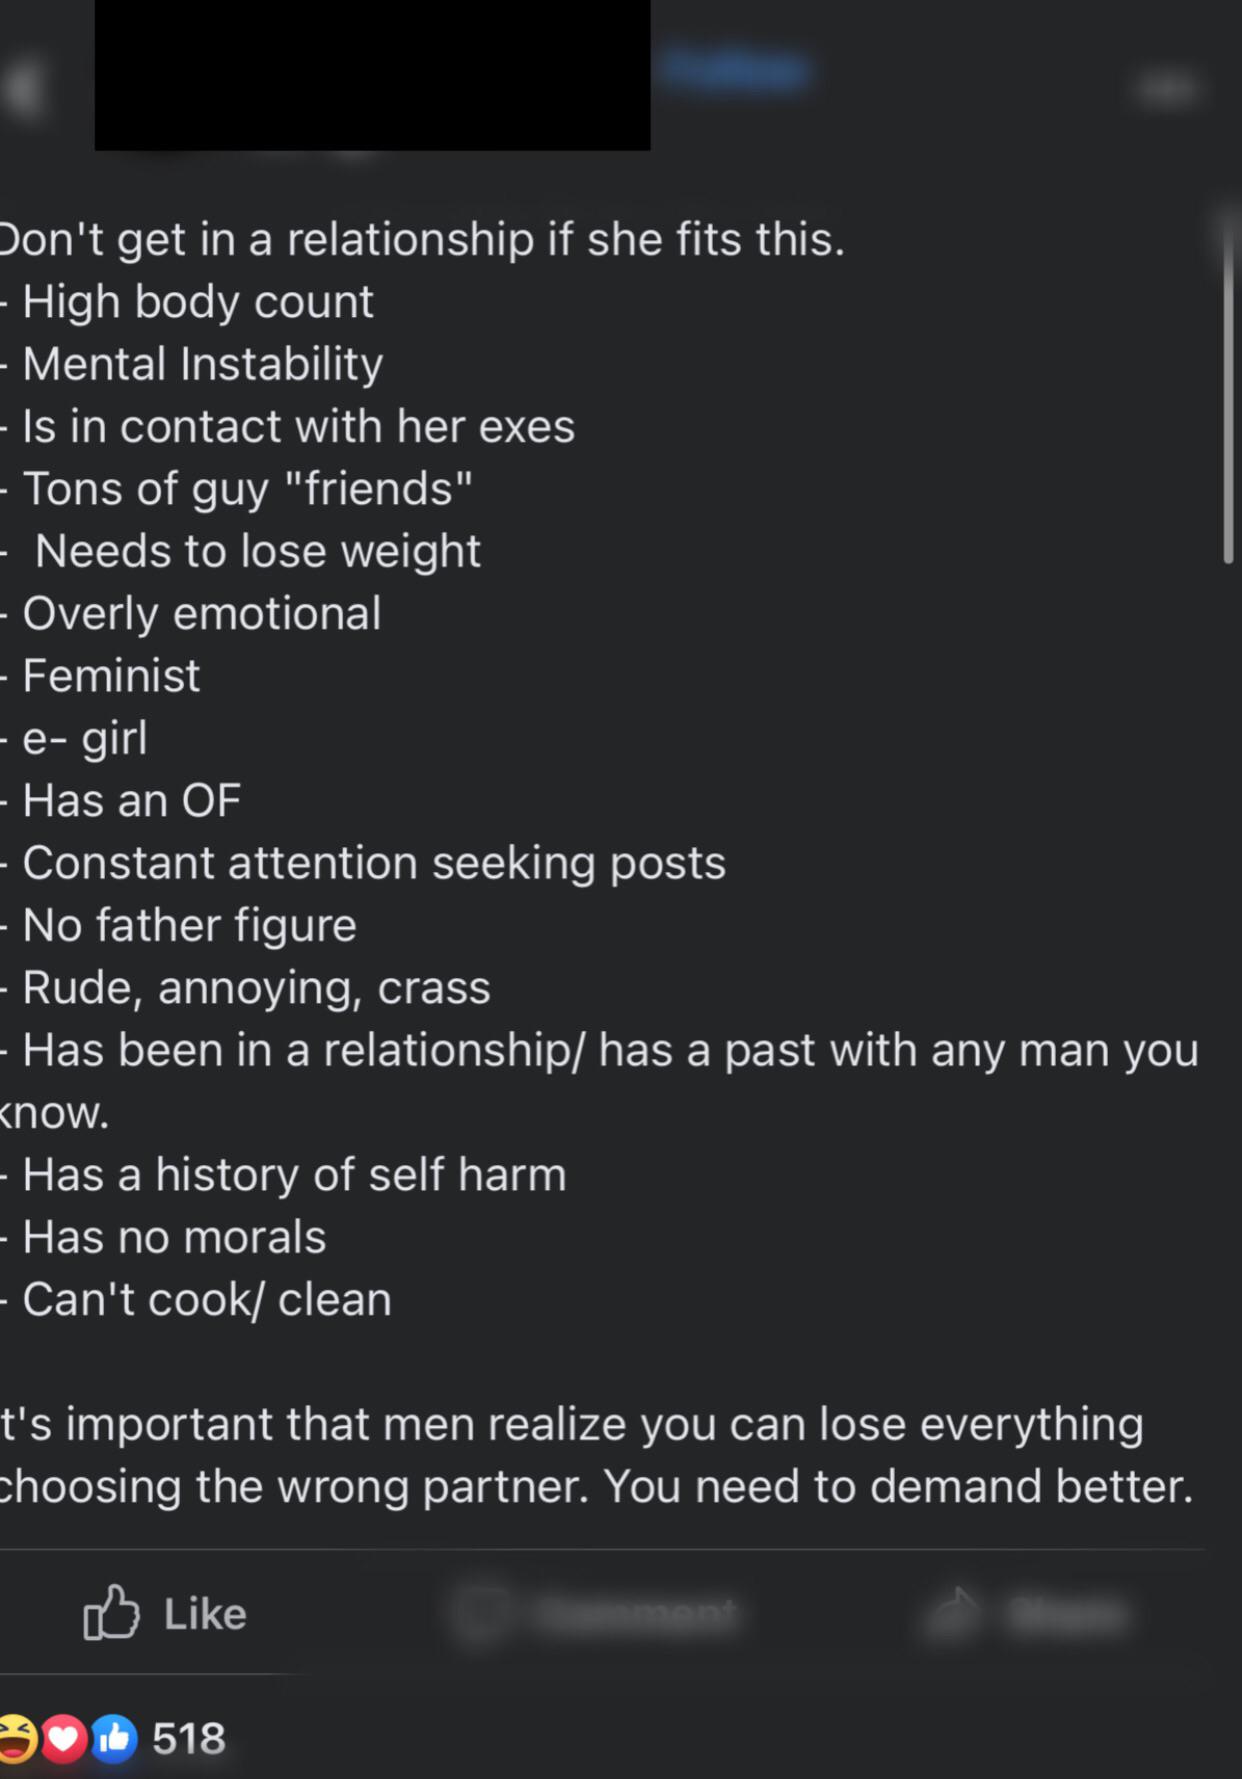 Don't get in a relationship if she fits this.
- High body count
- Mental Instability
- Is in contact with her exes
- Tons of guy "friends"
- Needs to lose weight
- Overly emotional
- Feminist
- e- girl
- Has an OF
- Constant attention seeking posts
- No father figure
- Rude, annoying, crass
- Has been in a relationship/ has a past with any man you
know.
- Has a history of self harm
- Has no morals
- Can't cook/ clean
t's important that men realize you can lose everything
choosing the wrong partner. You need to demand better.
Like Comment Share
518